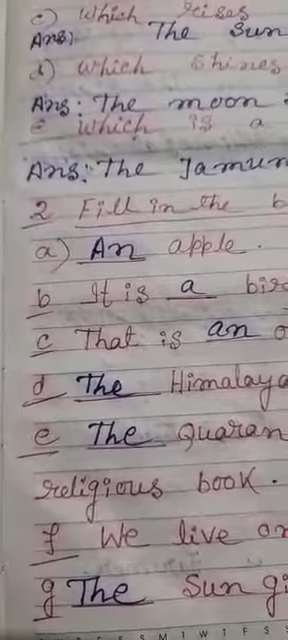 c) Which rises
Ans: The Sun
d) which shines
Ans: The moon
e which is a
Ans: The Jamun
2 Fill in the b
a) An apple.
b It is a bir
c That is an o
d The Himalaya
e The Quaran
religious book.
f We live on
g The Sun gi
S M T W T F S